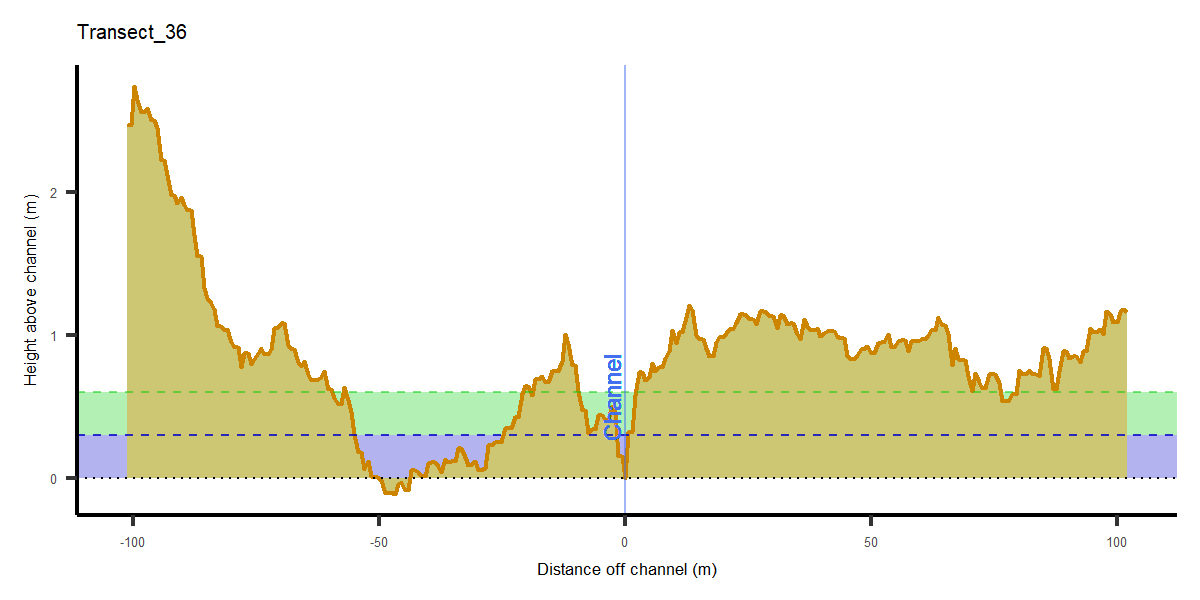 Transect_36
Height above channel (m)
2
1
0
Channel
-100
-50
0
50
100
Distance off channel (m)